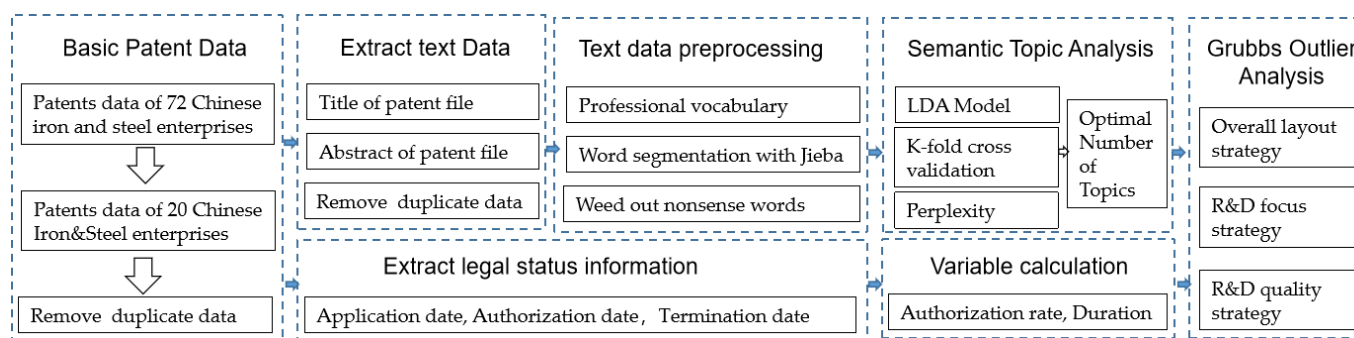 Basic Patent Data
Patents data of 72 Chinese
iron and steel enterprises
Patents data of 20 Chinese
Iron&Steel enterprises
Remove duplicate data
Extract text Data
Title of patent file
Abstract of patent file
Remove duplicate data
Text data preprocessing
Professional vocabulary
Word segmentation with Jieba
Weed out nonsense words
Extract legal status information
Application date, Authorization date, Termination date
Semantic Topic Analysis
LDA Model
K-fold cross
validation
Perplexity
Optimal
Number
of
Topics
Variable calculation
Authorization rate, Duration
Grubbs Outlier
Analysis
Overall layout
strategy
R&D focus
strategy
R&D quality
strategy